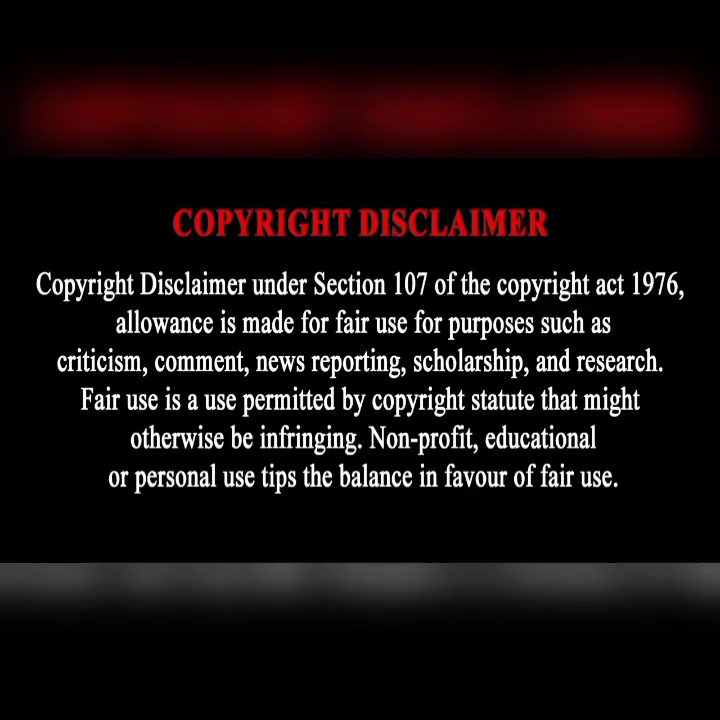 COPYRIGHT DISCLAIMER
Copyright Disclaimer under Section 107 of the copyright act 1976,
allowance is made for fair use for purposes such as
criticism, comment, news reporting, scholarship, and research.
Fair use is a use permitted by copyright statute that might
otherwise be infringing. Non-profit, educational
or personal use tips the balance in favour of fair use.